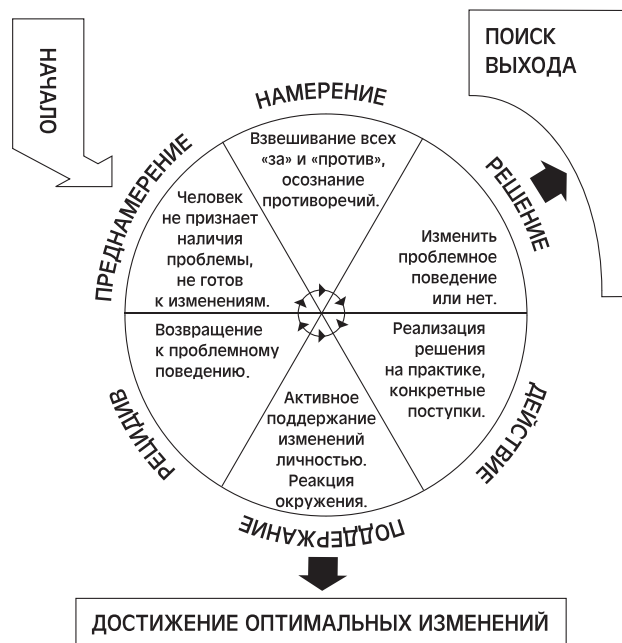 НАЧАЛО
ПОИСК
ВЫХОДА
НАМЕРЕНИЕ
Взвешивание всех
«за» и «против»,
осознание
противоречий.
ПРЕДНАМЕРЕНИЕ
Человек
не признает
наличия
проблемы,
не готов
к изменениям.
РЕШЕНИЕ
Изменить
проблемное
поведение
или нет.
Возвращение
к проблемному
поведению.
РЕЦИДИВ
Реализация
решения
на практике,
конкретные
поступки.
ДЕЙСТВИЕ
Активное
поддержание
изменений
личностью.
Реакция
окружения.
ПОДДЕРЖАНИЕ
ДОСТИЖЕНИЕ ОПТИМАЛЬНЫХ ИЗМЕНЕНИЙ